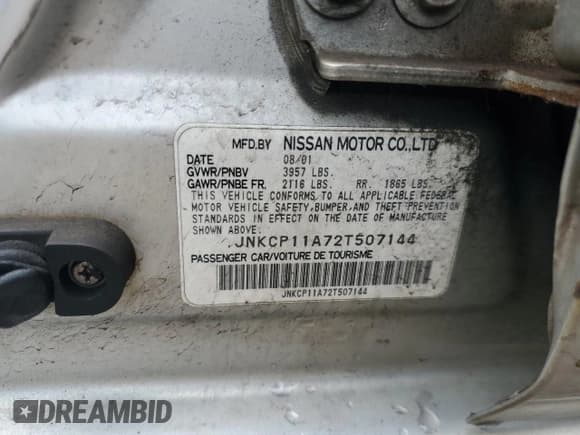 MFD.BY NISSAN MOTOR CO.,LTD
DATE 08/01
GVWR/PNBV 3957 LBS.
GAWR/PNBE FR. 2116 LBS. RR. 1865 LBS.
THIS VEHICLE CONFORMS TO ALL APPLICABLE FEDERAL
MOTOR VEHICLE SAFETY, BUMPER, AND THEFT PREVENTION
STANDARDS IN EFFECT ON THE DATE OF MANUFACTURE
SHOWN ABOVE.
JNKCP11A72T507144
PASSENGER CAR/VOITURE DE TOURISME
JNKCP11A72T507144
DREAMBID